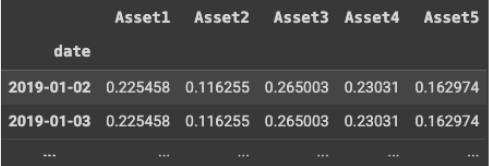 Asset1 Asset2 Asset3 Asset4 Asset5
date
2019-01-02 0.225458 0.116255 0.265003 0.23031 0.162974
2019-01-03 0.225458 0.116255 0.265003 0.23031 0.162974
... ... ... ... ... ...